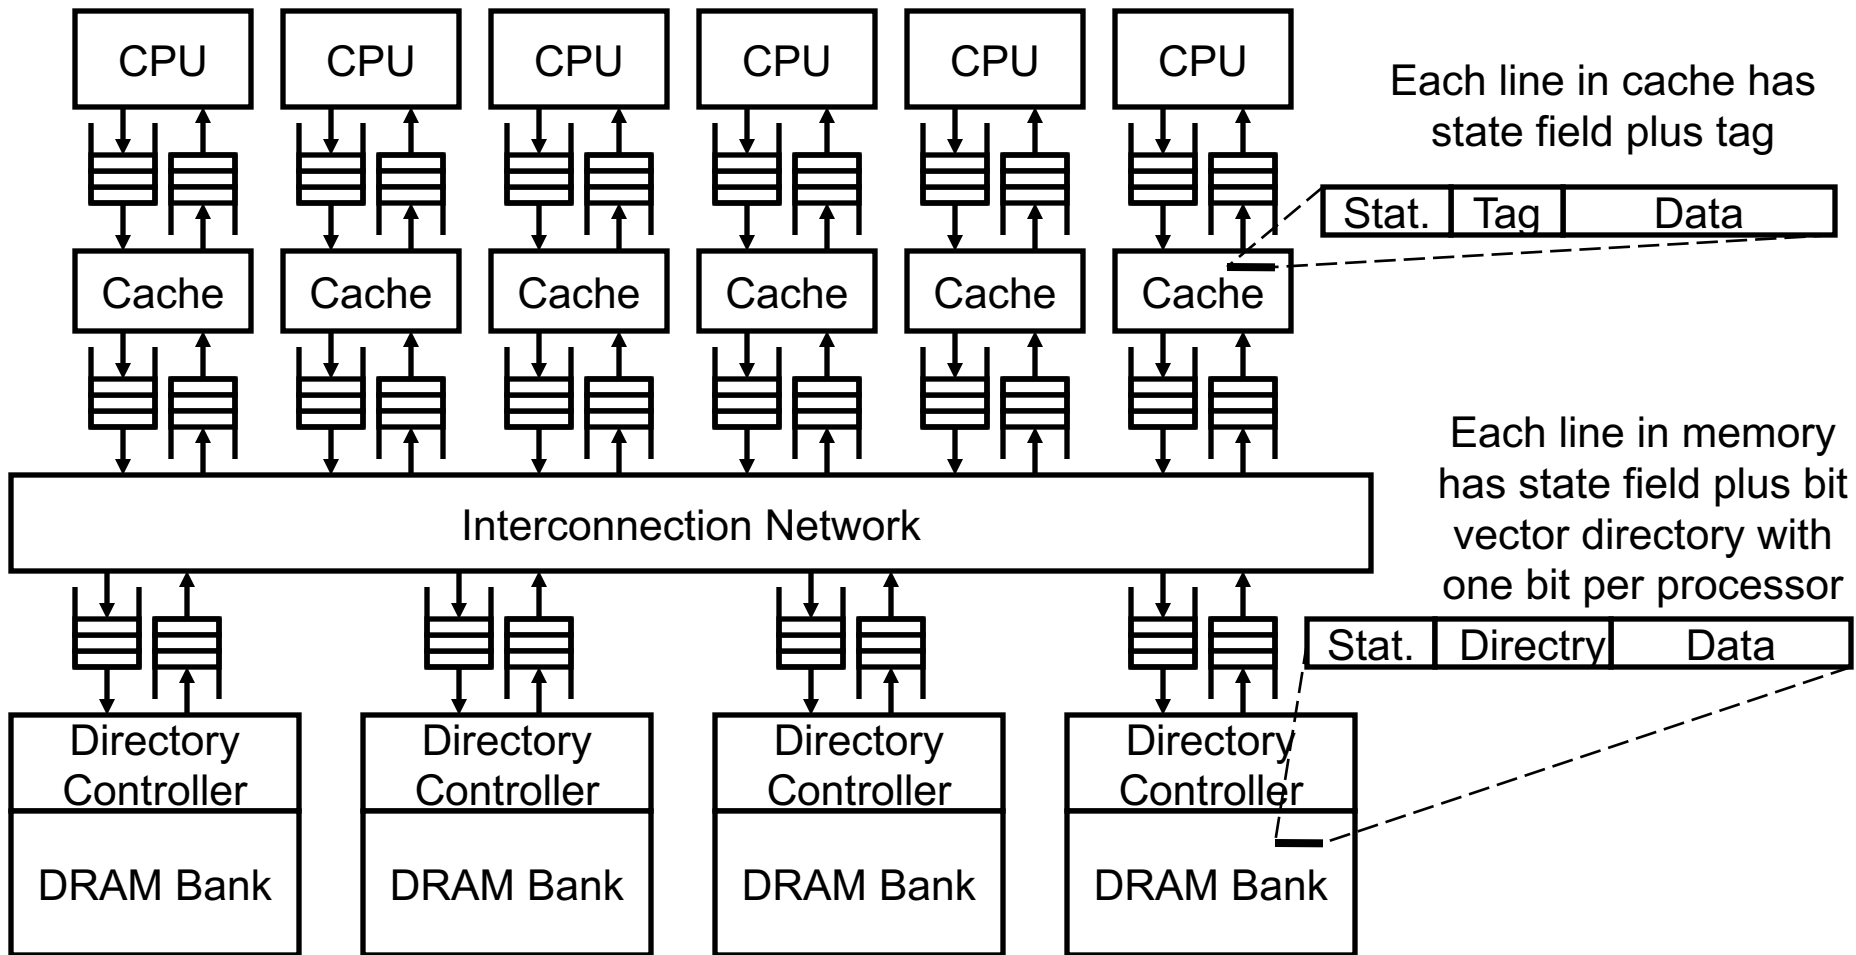 CPU CPU CPU CPU CPU CPU
Each line in cache has
state field plus tag
Stat. Tag Data
Cache Cache Cache Cache Cache Cache
Each line in memory
has state field plus bit
vector directory with
one bit per processor
Interconnection Network
Stat. Directry Data
Directory Directory Directory Directory
Controller Controller Controller Controller
DRAM Bank DRAM Bank DRAM Bank DRAM Bank